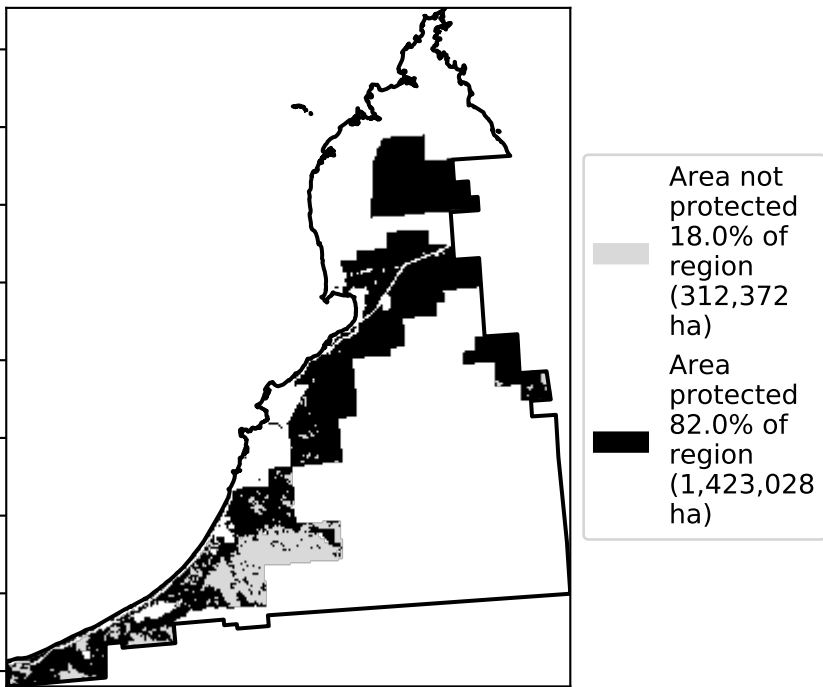 Area not
protected
18.0% of
region
(312,372
ha)
Area
protected
82.0% of
region
(1,423,028
ha)